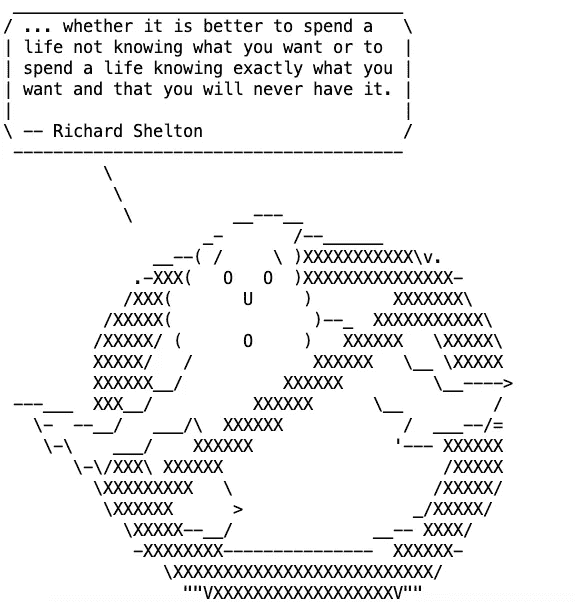 ... whether it is better to spend a
life not knowing what you want or to
spend a life knowing exactly what you
want and that you will never have it.
-- Richard Shelton